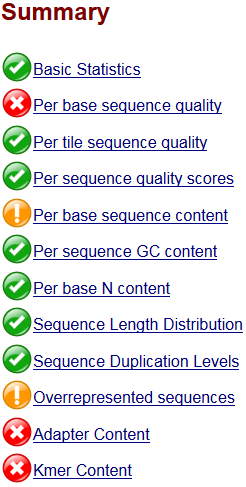 Summary
Basic Statistics
Per base sequence quality
Per tile sequence quality
Per sequence quality scores
Per base sequence content
Per sequence GC content
Per base N content
Sequence Length Distribution
Sequence Duplication Levels
Overrepresented sequences
Adapter Content
Kmer Content